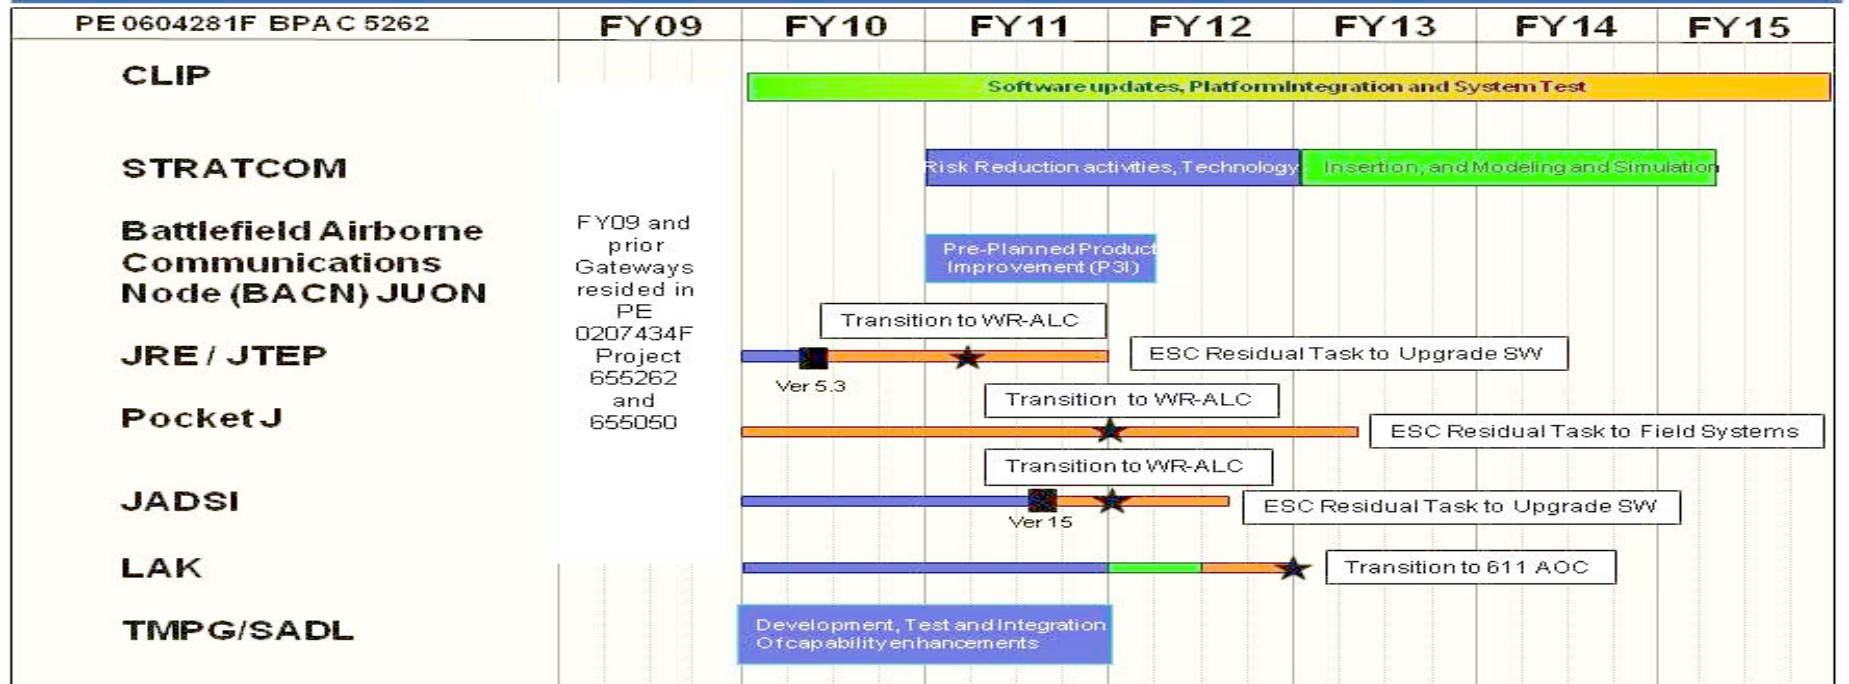 PE 0604281F BPAC 5262 FY09 FY10 FY11 FY12 FY13 FY14 FY15
CLIP
Software updates, Platform Integration and System Test
STRATCOM
Risk Reduction activities, Technology Insertion, and Modeling and Simulation
Battlefield Airborne
Communications
Node (BACN) JUON
Pre-Planned Product
Improvement (P3I)
FY09 and
prior
Gateways
resided in
PE
0207434F
Project
655262
and
655050
Transition to WR-ALC
JRE / JTEP
ESC Residual Task to Upgrade SW
Ver 5.3
Transition to WR-ALC
Pocket J
ESC Residual Task to Field Systems
Transition to WR-ALC
JADSI
ESC Residual Task to Upgrade SW
Ver 15
LAK
Transition to 611 AOC
TMPG/SADL
Development, Test and Integration
Of capability enhancements